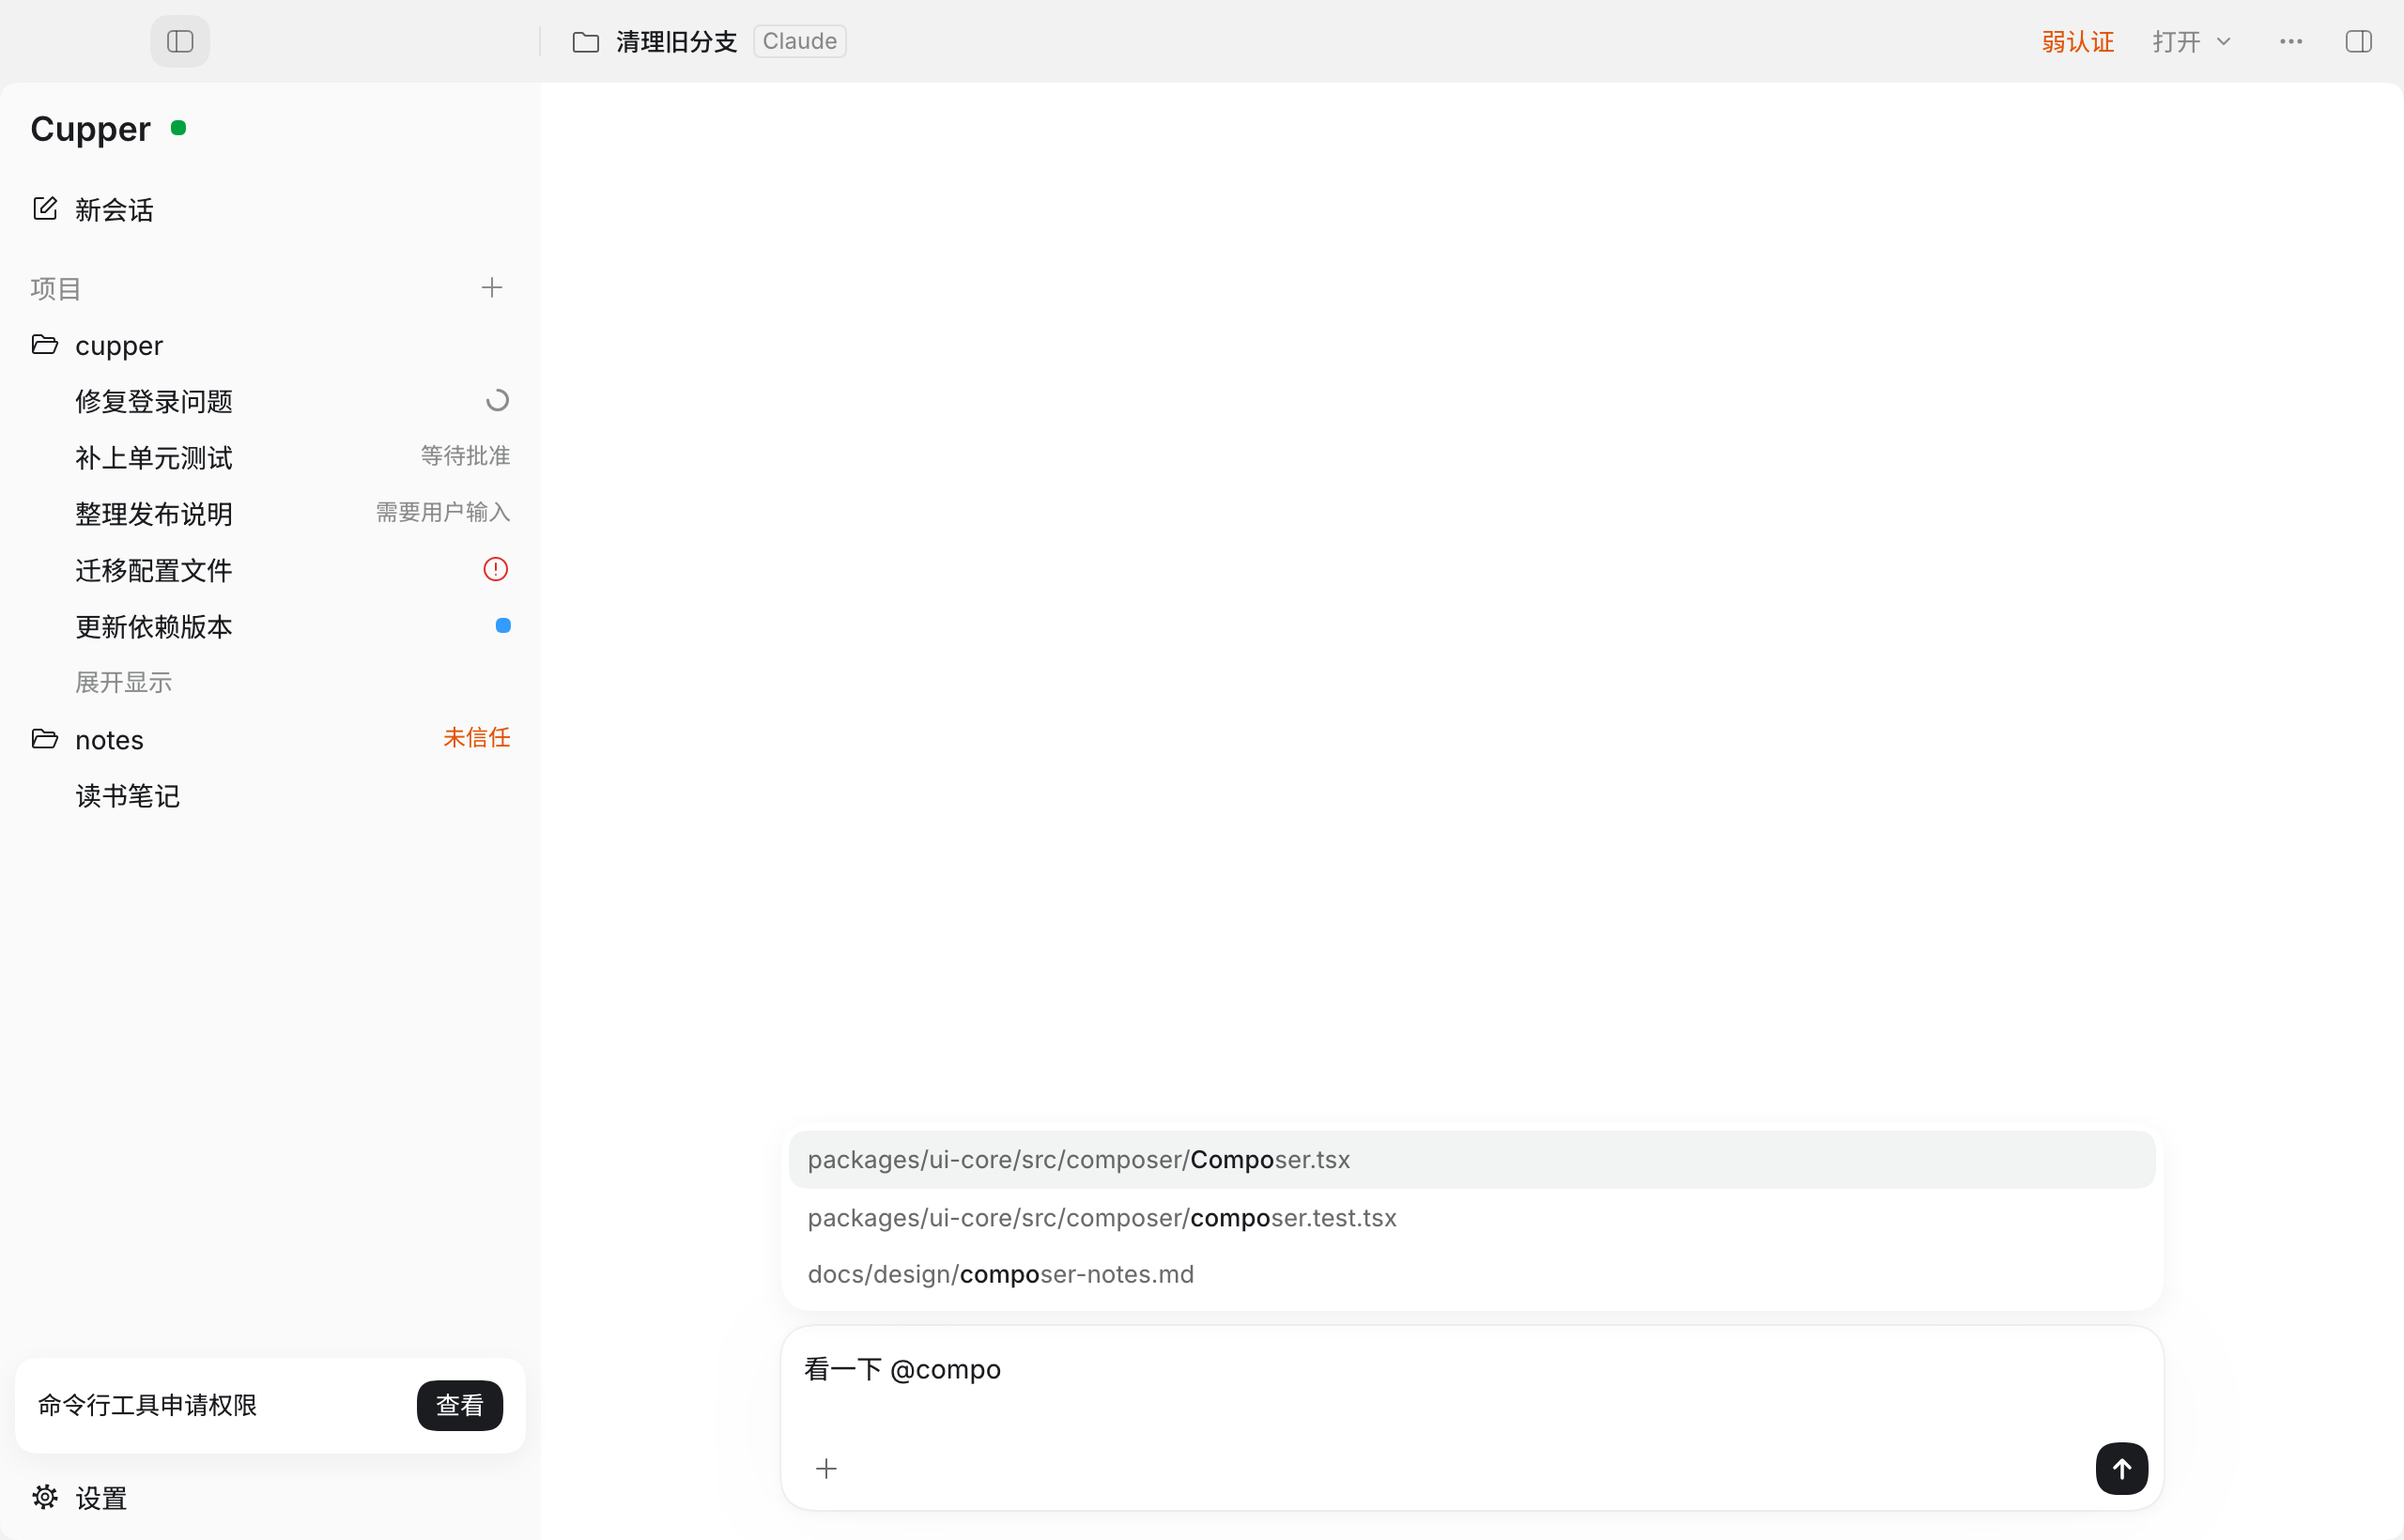 清理旧分支 Claude 弱认证 打开
Cupper
新会话
项目
cupper
修复登录问题
补上单元测试 等待批准
整理发布说明 需要用户输入
迁移配置文件
更新依赖版本
展开显示
notes 未信任
读书笔记
命令行工具申请权限 查看
设置
packages/ui-core/src/composer/Composer.tsx
packages/ui-core/src/composer/composer.test.tsx
docs/design/composer-notes.md
看一下 @compo